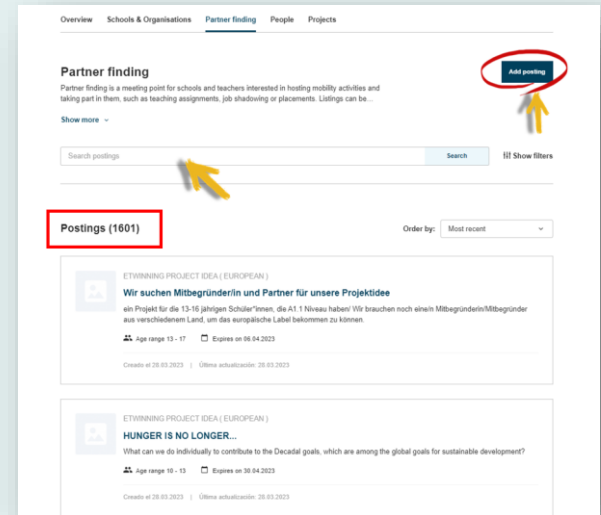 Overview Schools & Organisations Partner finding People Projects
Partner finding
Add posting
Partner finding is a meeting point for schools and teachers interested in hosting mobility activities and
taking part in them, such as teaching assignments, job shadowing or placements. Listings can be...
Show more
Search postings Search Show filters
Postings (1601)
Order by: Most recent
ETWINNING PROJECT IDEA ( EUROPEAN )
Wir suchen Mitbegründer/in und Partner für unsere Projektidee
ein Projekt für die 13-16 jährigen Schüler*innen, die A1.1 Niveau haben/ Wir brauchen noch eine/n Mitbegründerin/Mitbegründer
aus verschiedenem Land, um das europäische Label bekommen zu können.
Age range 13 - 17 Expires on 06.04.2023
Creado el 28.03.2023 | Última actualización: 28.03.2023
ETWINNING PROJECT IDEA ( EUROPEAN )
HUNGER IS NO LONGER...
What can we do individually to contribute to the Decadal goals, which are among the global goals for sustainable development?
Age range 10 - 13 Expires on 30.04.2023
Creado el 28.03.2023 | Última actualización: 28.03.2023